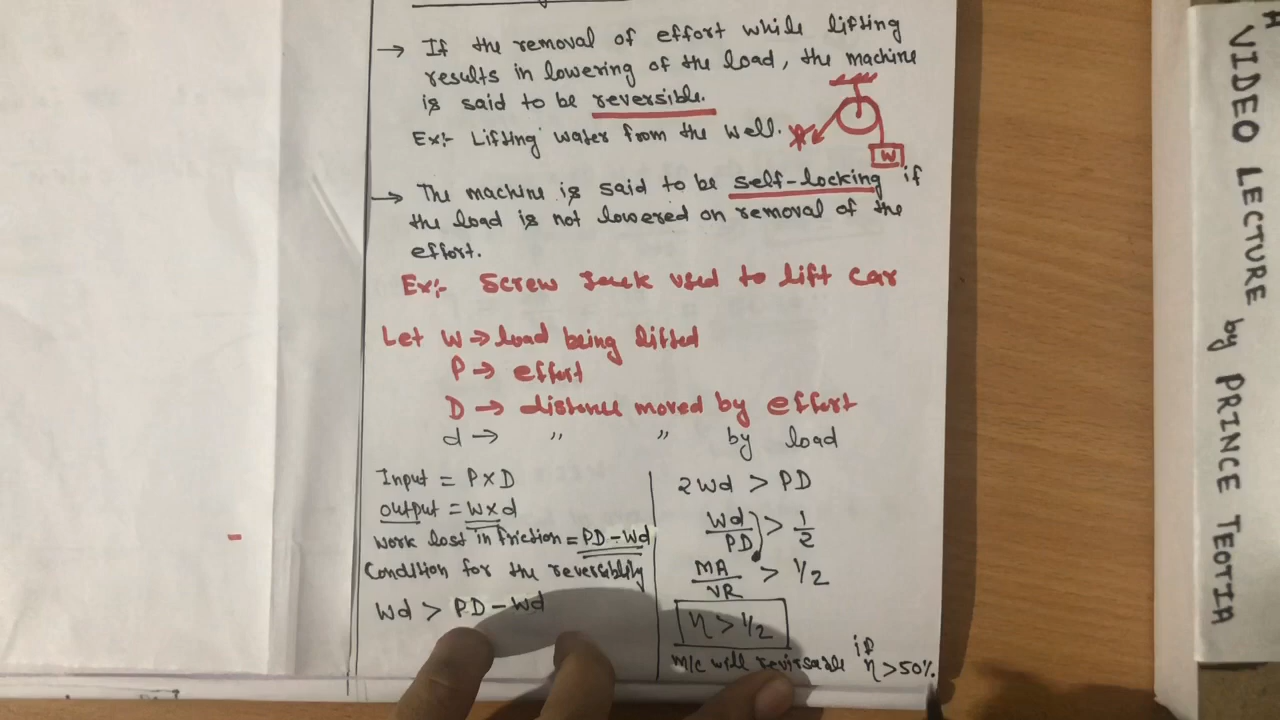 → If the removal of effort while lifting
results in lowering of the load, the machine
is said to be reversible.
Ex:- Lifting water from the well.
W
→ The machine is said to be self-locking if
the load is not lowered on removal of the
effort.
Ex:- Screw Jack used to lift car
Let W → load being lifted
P → effort
D → distance moved by effort
d → " " by load
Input = P×D
output = W×d
Work lost in friction = PD-Wd
Condition for the reversiblity
Wd > PD-Wd
2Wd > PD
Wd/PD > 1/2
MA/VR > 1/2
η > 1/2
M/C will reversable if
η > 50%.
VIDEO LECTURE by PRINCE TEOTIA